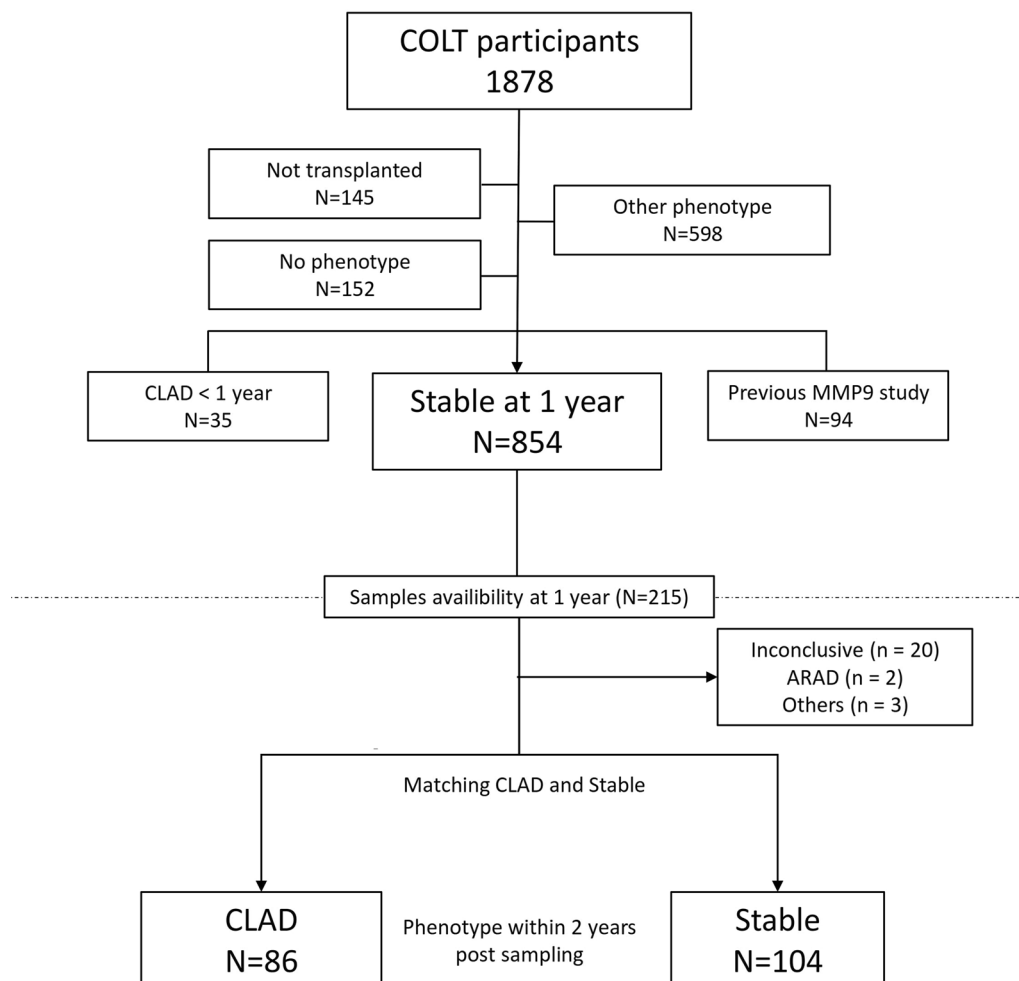 COLT participants
1878
Not transplanted
N=145
Other phenotype
N=598
No phenotype
N=152
CLAD < 1 year
N=35
Stable at 1 year
N=854
Previous MMP9 study
N=94
Samples availibility at 1 year (N=215)
Inconclusive (n = 20)
ARAD (n = 2)
Others (n = 3)
Matching CLAD and Stable
CLAD
N=86
Phenotype within 2 years
post sampling
Stable
N=104